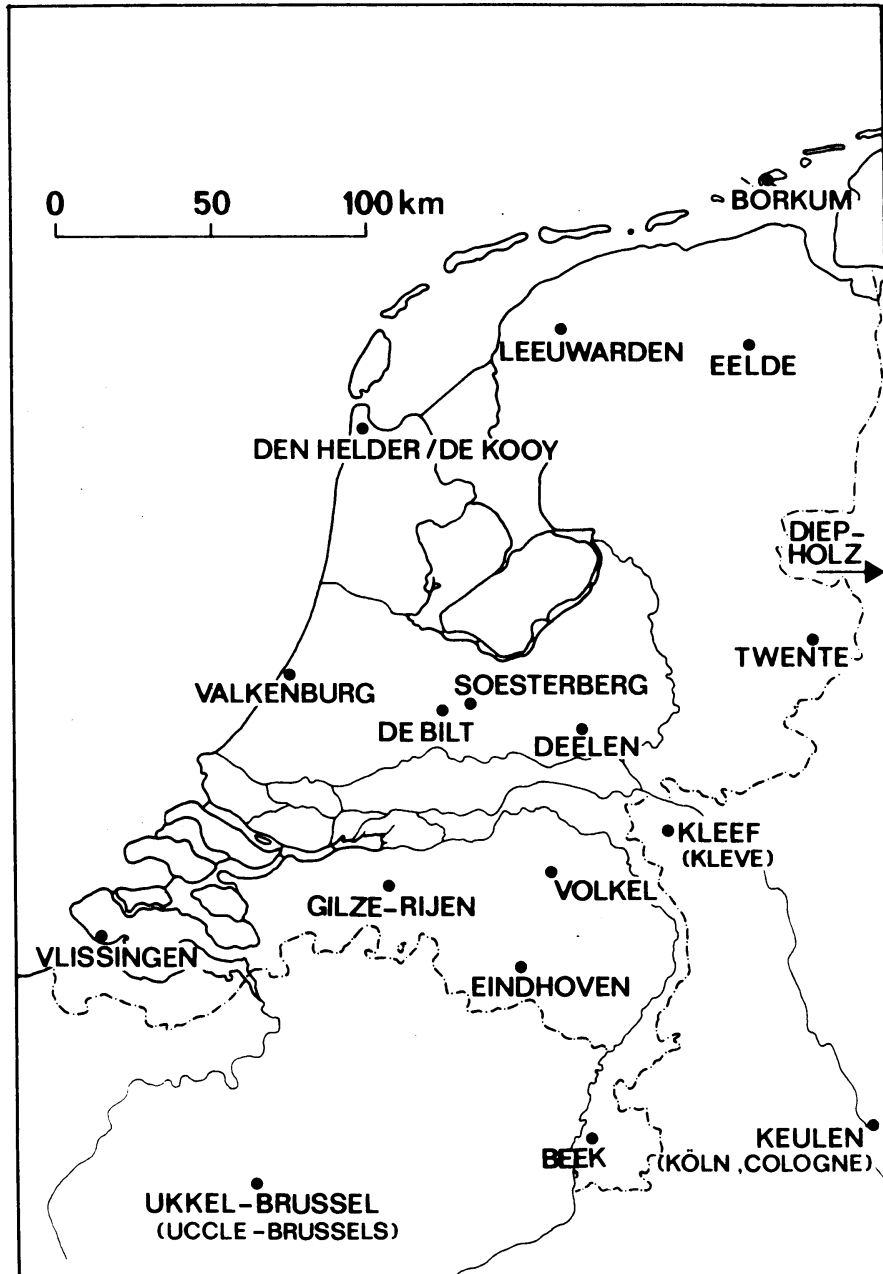 0 50 100 km
BORKUM
LEEUWARDEN
EELDE
DEN HELDER/DE KOOY
DIEP-
HOLZ
TWENTE
VALKENBURG
SOESTERBERG
DE BILT
DEELEN
KLEEF
(KLEVE)
GILZE-RIJEN
VOLKEL
VLISSINGEN
EINDHOVEN
BEEK
KEULEN
(KÖLN, COLOGNE)
UKKEL-BRUSSEL
(UCCLE-BRUSSELS)